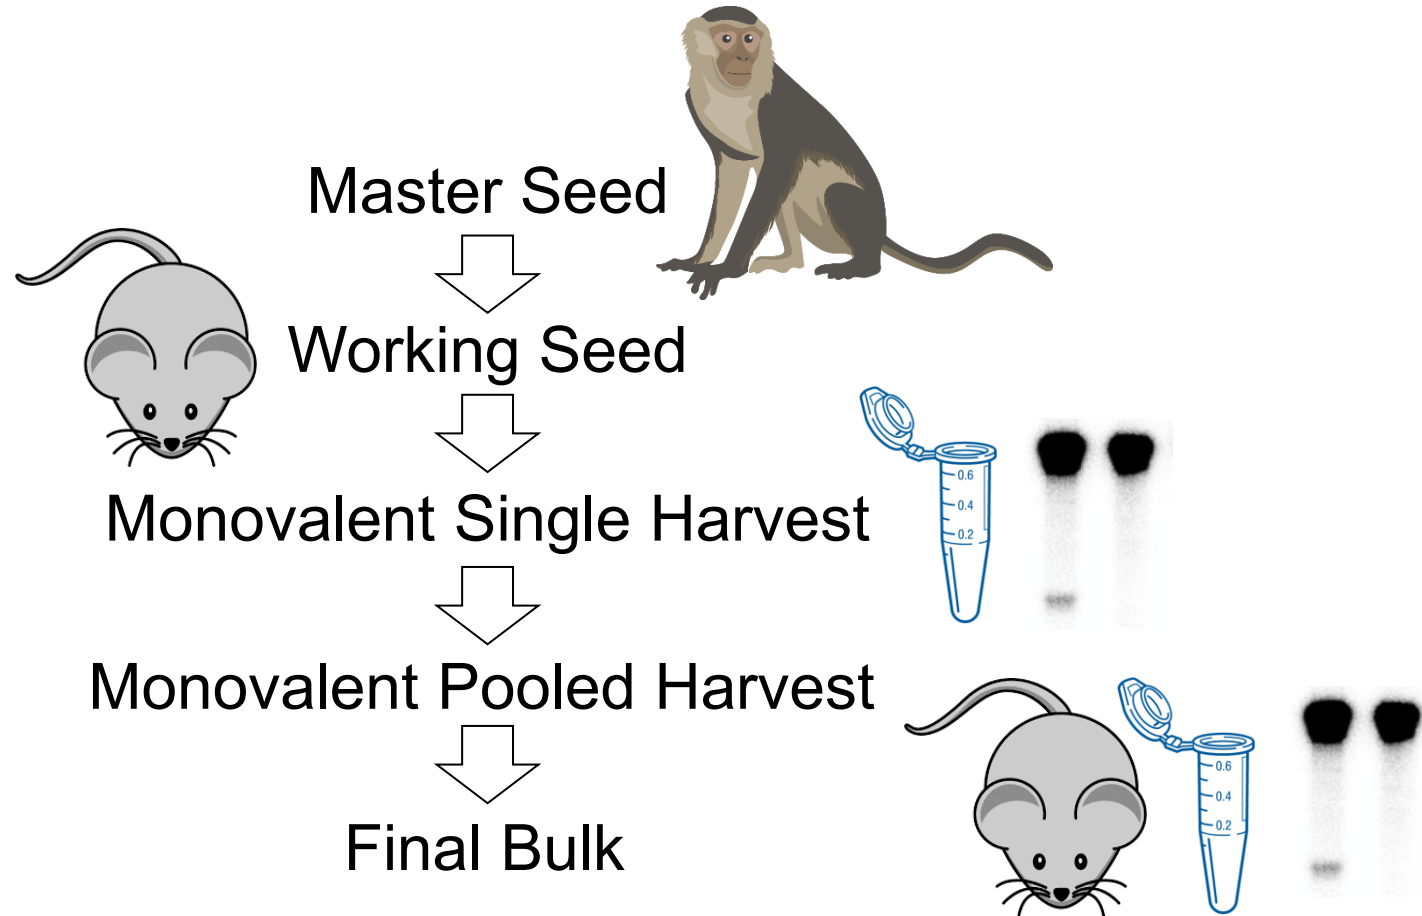 Master Seed
Working Seed
Monovalent Single Harvest
0.6
0.4
0.2
Monovalent Pooled Harvest
0.6
0.4
0.2
Final Bulk